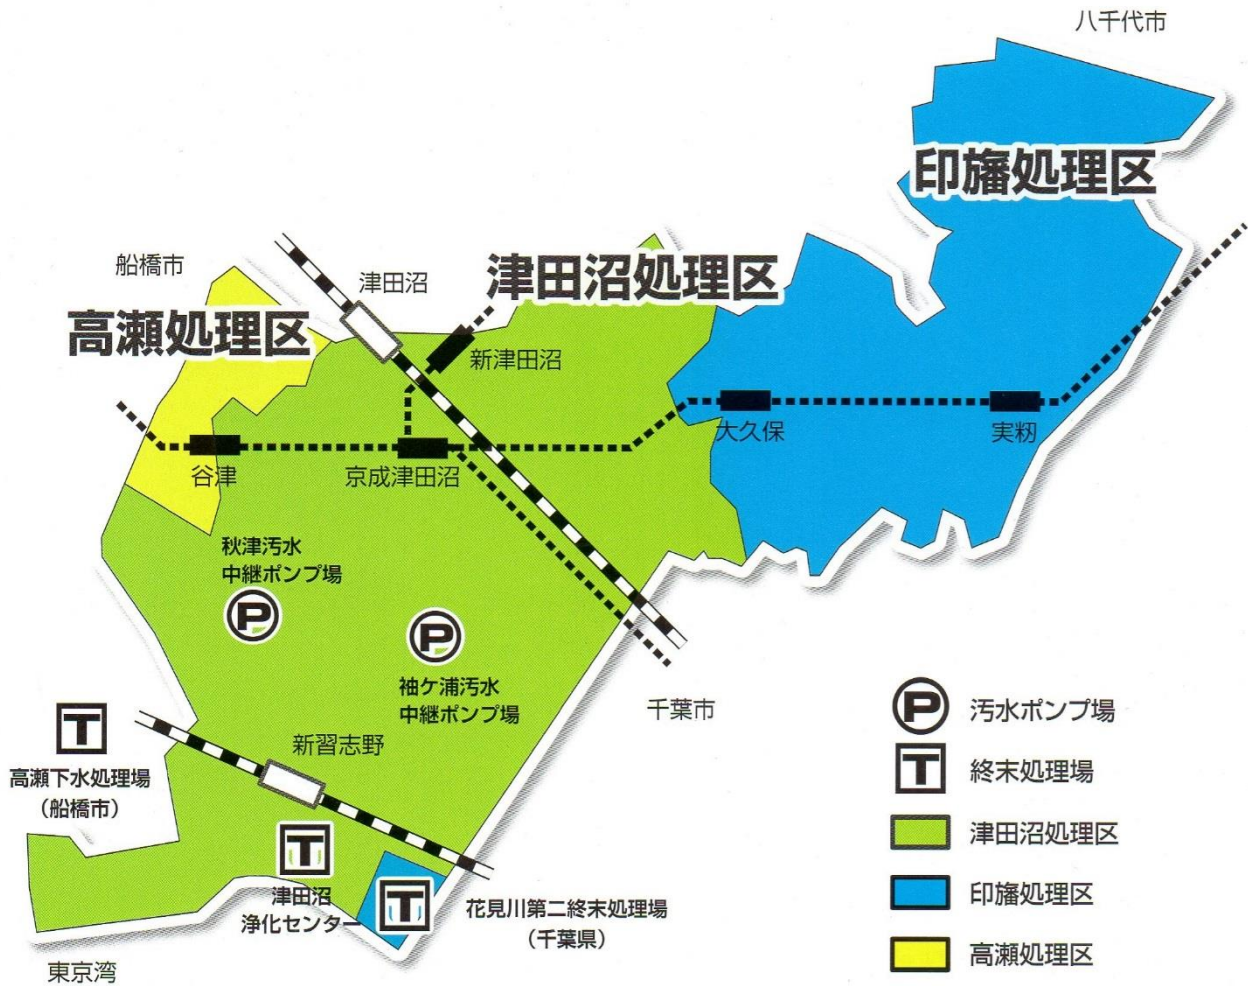 八千代市
印旛処理区
船橋市
津田沼
津田沼処理区
高瀬処理区
新津田沼
大久保
実籾
谷津
京成津田沼
秋津汚水
中継ポンプ場
P
P
袖ケ浦汚水
中継ポンプ場
千葉市
T
高瀬下水処理場
(船橋市)
新習志野
T
津田沼
浄化センター
T
花見川第二終末処理場
(千葉県)
東京湾
P 汚水ポンプ場
T 終末処理場
津田沼処理区
印旛処理区
高瀬処理区